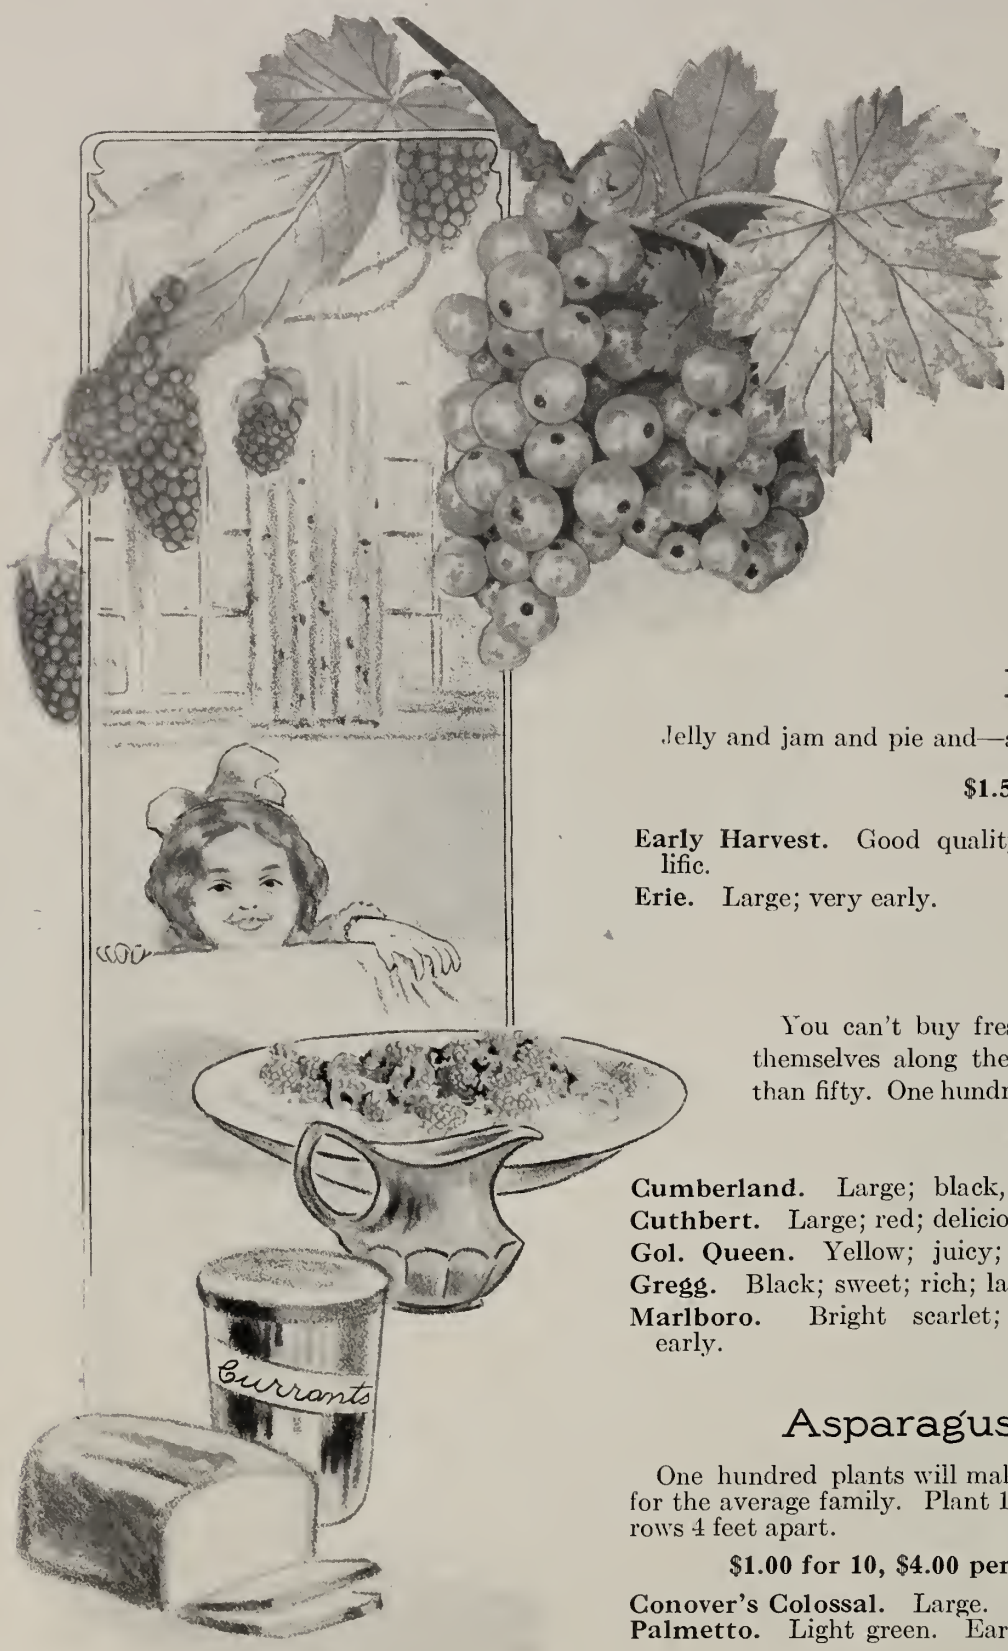 Jelly and jam and pie and—
$1.5
Early Harvest. Good qualit
lific.
Erie. Large; very early.
You can't buy fre
themselves along the
than fifty. One hundr
Cumberland. Large; black,
Cuthbert. Large; red; delicio
Gol. Queen. Yellow; juicy;
Gregg. Black; sweet; rich; la
Marlboro. Bright scarlet;
early.
Currants
Asparagus
One hundred plants will mal
for the average family. Plant 1
rows 4 feet apart.
$1.00 for 10, $4.00 per
Conover's Colossal. Large.
Palmetto. Light green. Ear